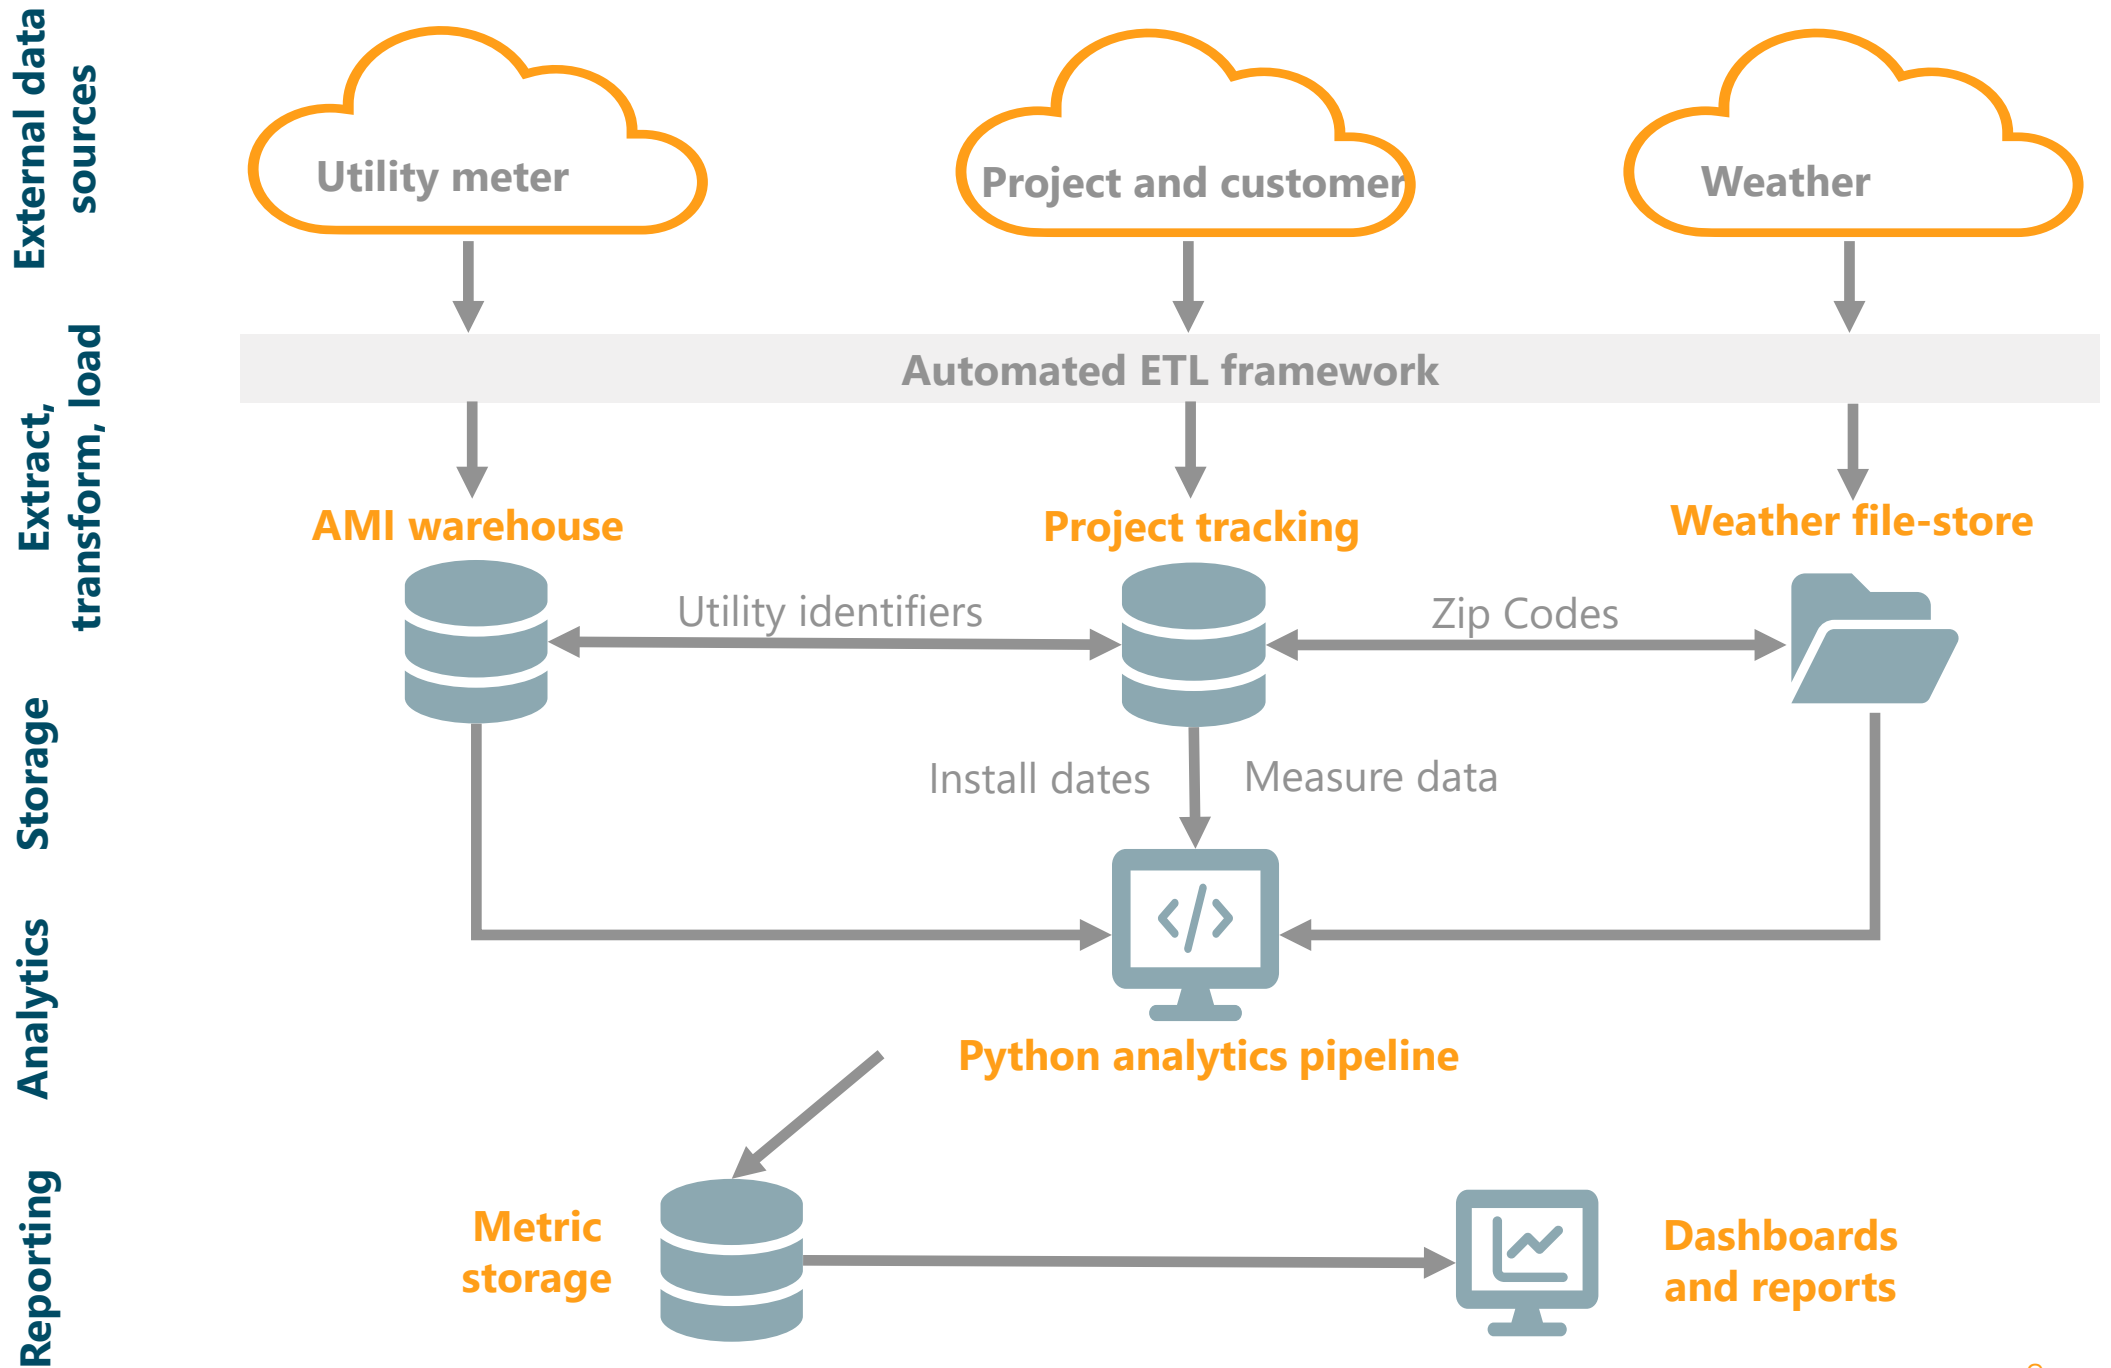 External data
sources
Utility meter
Project and customer
Weather
Extract,
transform, load
Automated ETL framework
AMI warehouse
Project tracking
Weather file-store
Utility identifiers
Zip Codes
Storage
Install dates
Measure data
Analytics
Python analytics pipeline
Reporting
Metric
storage
Dashboards
and reports